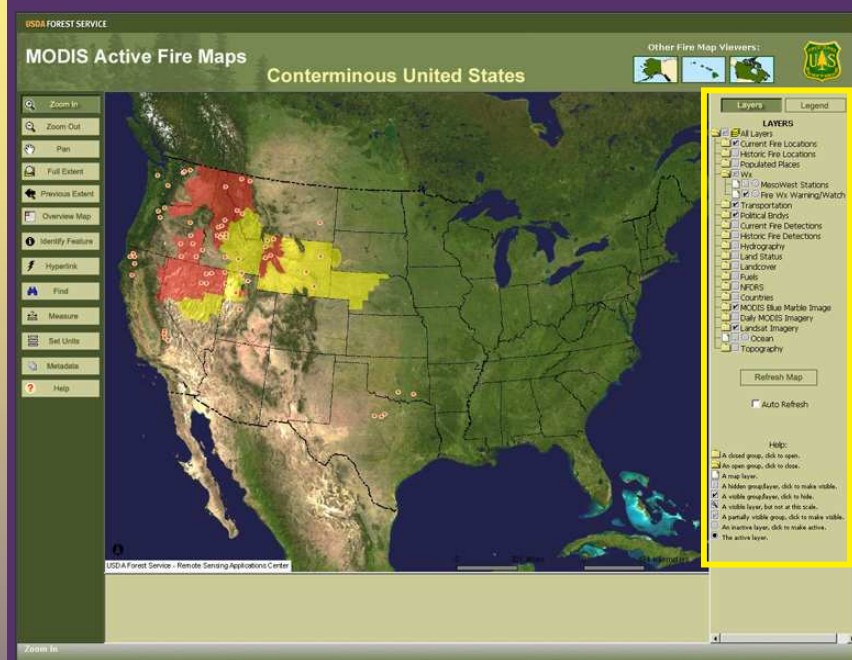 USDA FOREST SERVICE
MODIS Active Fire Maps
Conterminous United States
Other Fire Map Viewers:
UAS
Zoom In
Zoom Out
Pan
Full Extent
Previous Extent
Overview Map
Identify Feature
Hyperlink
Find
Measure
Set Units
Metadata
Help
USDA Forest Service - Remote Sensing Applications Center
Layers
Legend
LAYERS
All Layers
Current Fire Locations
Historic Fire Locations
Populated Places
Wx
MesoWest Stations
Fire Wx Warning/Watch
Transportation
Political Bndys
Current Fire Detections
Historic Fire Detections
Hydrography
Land Status
Landcover
Fuels
NFDRS
Countries
MODIS Blue Marble Image
Daily MODIS Imagery
Landsat Imagery
Ocean
Topography
Refresh Map
Auto Refresh
Help:
A closed group, click to open.
An open group, click to close.
A map layer.
A hidden group/layer, click to make visible.
A visible group/layer, click to hide.
A visible layer, but not at this scale.
A partially visible group, click to make visible.
An inactive layer, click to make active.
The active layer.
Zoom In